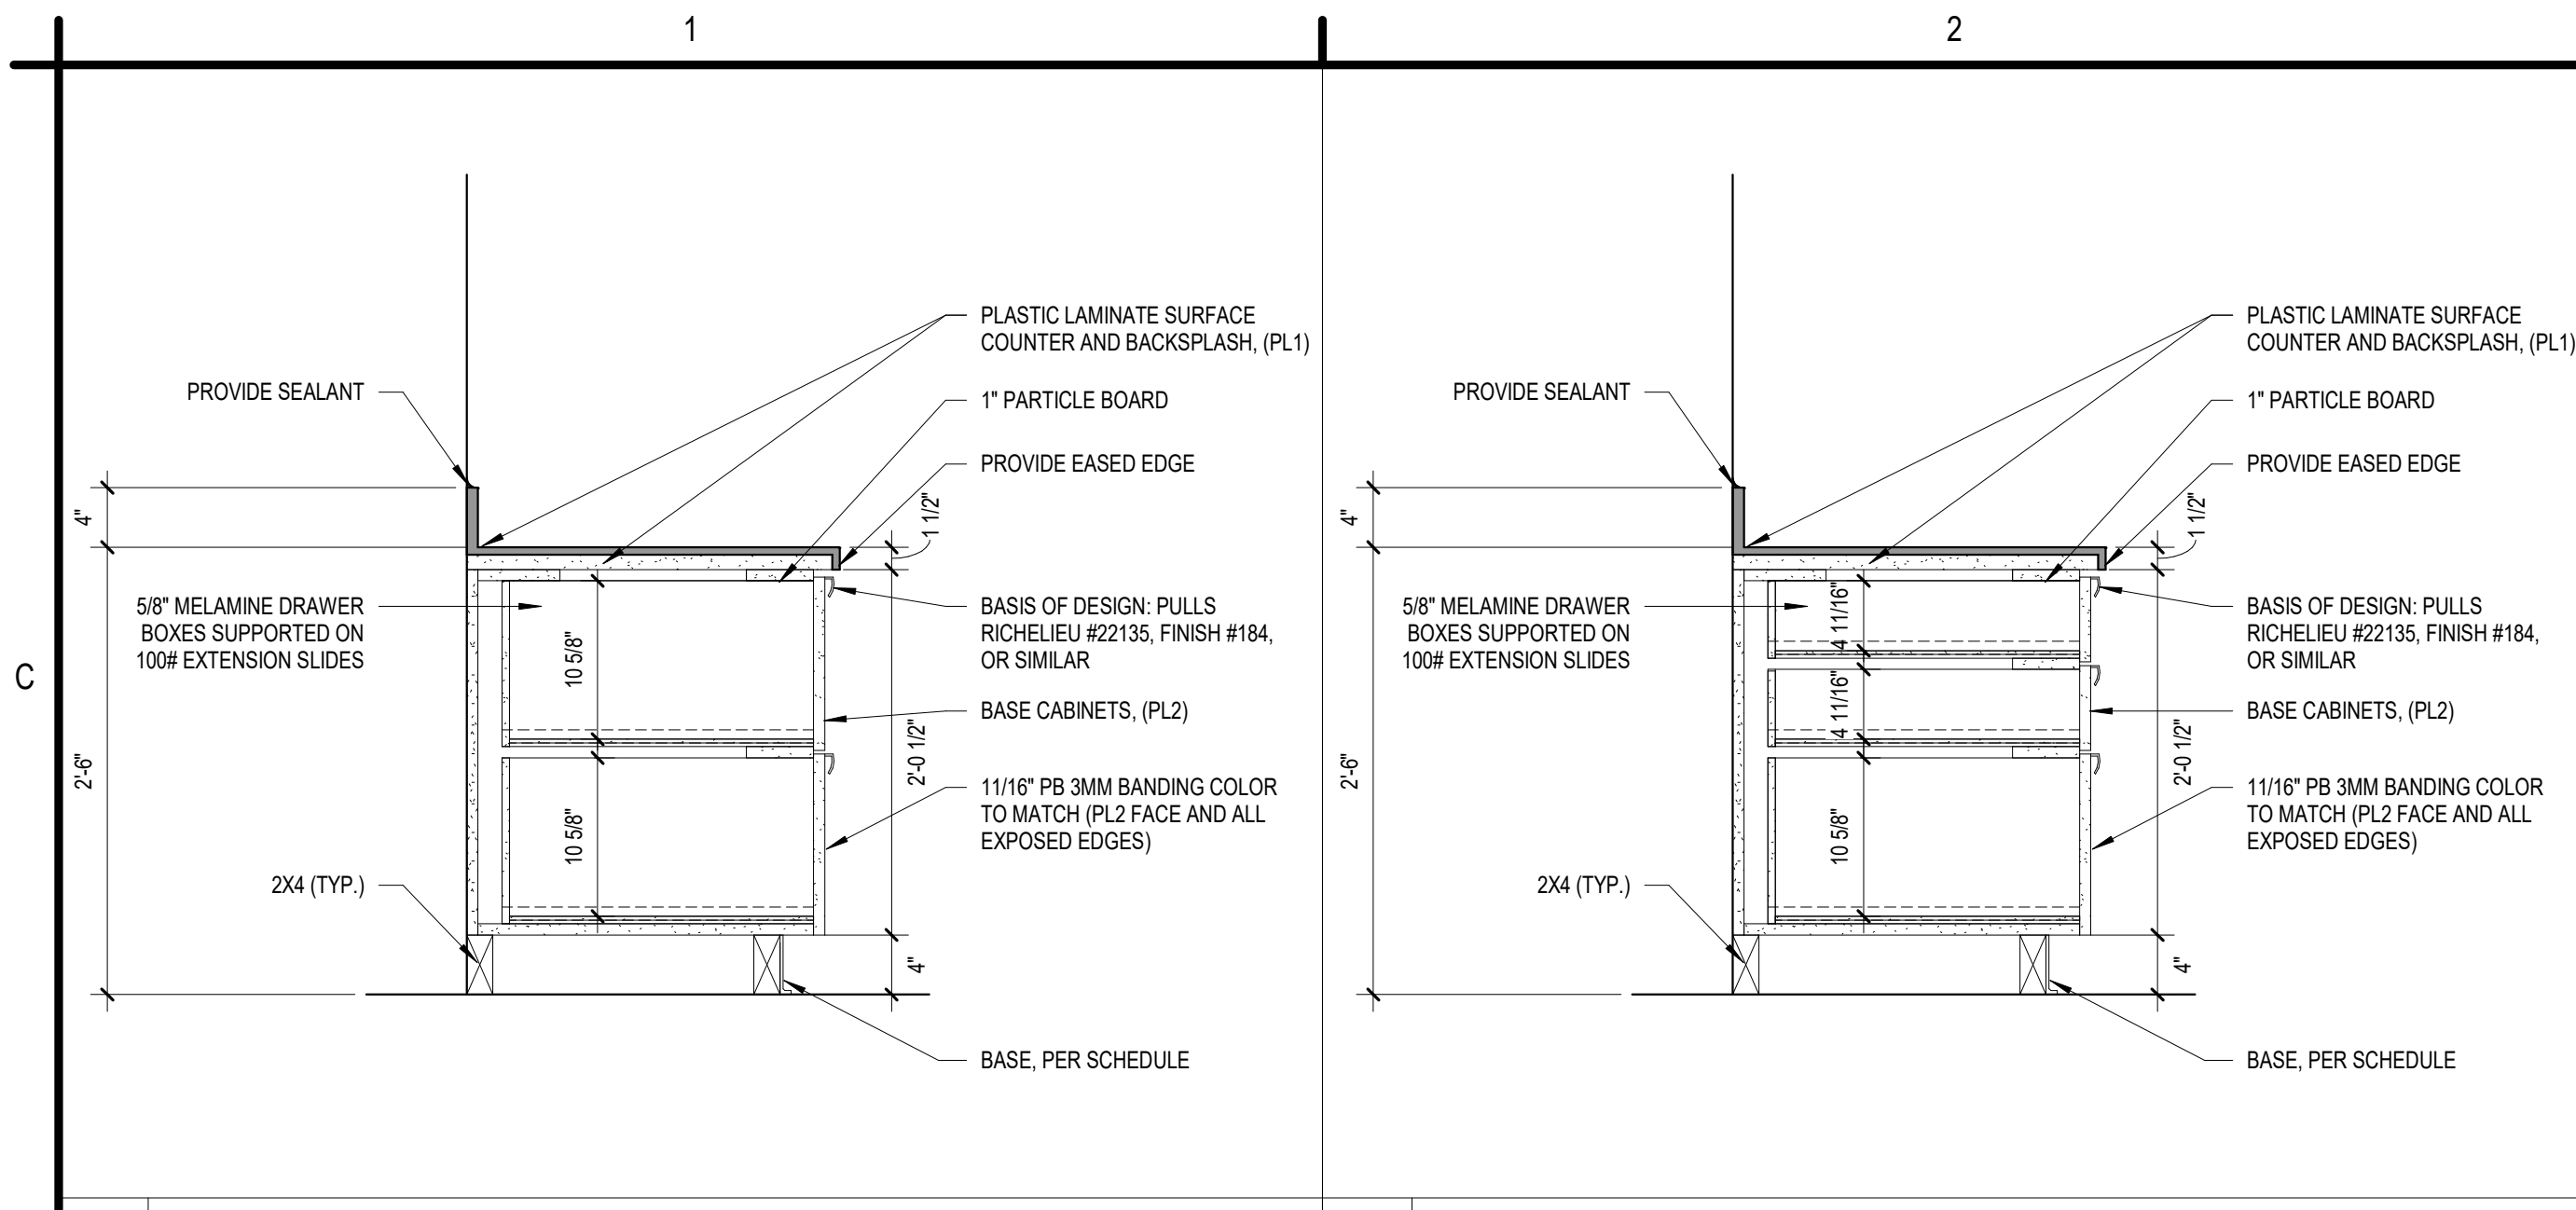 1
2
C
PLASTIC LAMINATE SURFACE
COUNTER AND BACKSPLASH, (PL1)
PROVIDE SEALANT
1" PARTICLE BOARD
PROVIDE EASED EDGE
4"
1 1/2"
5/8" MELAMINE DRAWER
BOXES SUPPORTED ON
100# EXTENSION SLIDES
10 5/8"
BASIS OF DESIGN: PULLS
RICHELIEU #22135, FINISH #184,
OR SIMILAR
BASE CABINETS, (PL2)
2'-6"
2'-0 1/2"
11/16" PB 3MM BANDING COLOR
TO MATCH (PL2 FACE AND ALL
EXPOSED EDGES)
10 5/8"
2X4 (TYP.)
4"
BASE, PER SCHEDULE
PLASTIC LAMINATE SURFACE
COUNTER AND BACKSPLASH, (PL1)
PROVIDE SEALANT
1" PARTICLE BOARD
PROVIDE EASED EDGE
4"
1 1/2"
5/8" MELAMINE DRAWER
BOXES SUPPORTED ON
100# EXTENSION SLIDES
4 11/16"
BASIS OF DESIGN: PULLS
RICHELIEU #22135, FINISH #184,
OR SIMILAR
4 11/16"
BASE CABINETS, (PL2)
2'-6"
2'-0 1/2"
11/16" PB 3MM BANDING COLOR
TO MATCH (PL2 FACE AND ALL
EXPOSED EDGES)
10 5/8"
2X4 (TYP.)
4"
BASE, PER SCHEDULE